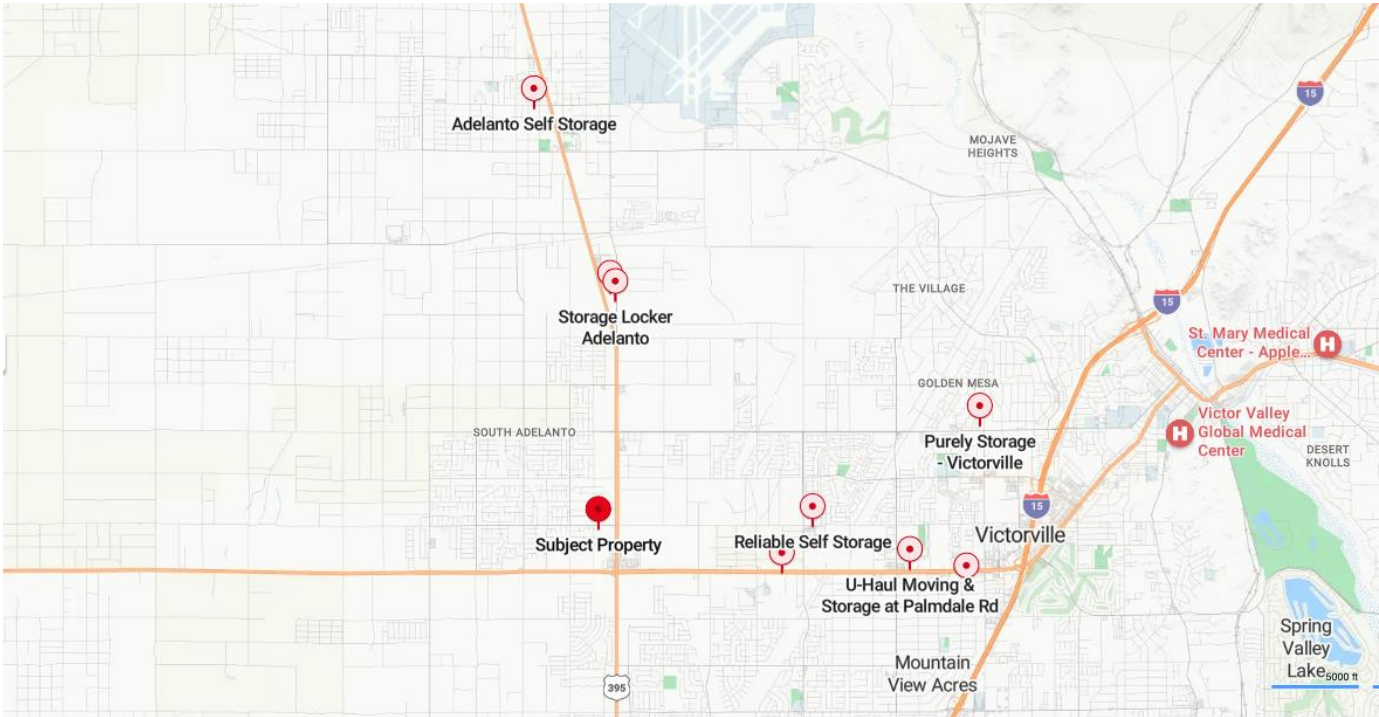 15
Adelanto Self Storage
MOJAVE
HEIGHTS
THE VILLAGE
15
Storage Locker
Adelanto
St. Mary Medical
Center - Apple...
H
GOLDEN MESA
Victor Valley
Global Medical
Center
H
SOUTH ADELANTO
Purely Storage
- Victorville
DESERT
KNOLLS
15
Subject Property
Reliable Self Storage
Victorville
U-Haul Moving &
Storage at Palmdale Rd
Spring
Valley
Lake
5000 ft
Mountain
View Acres
395